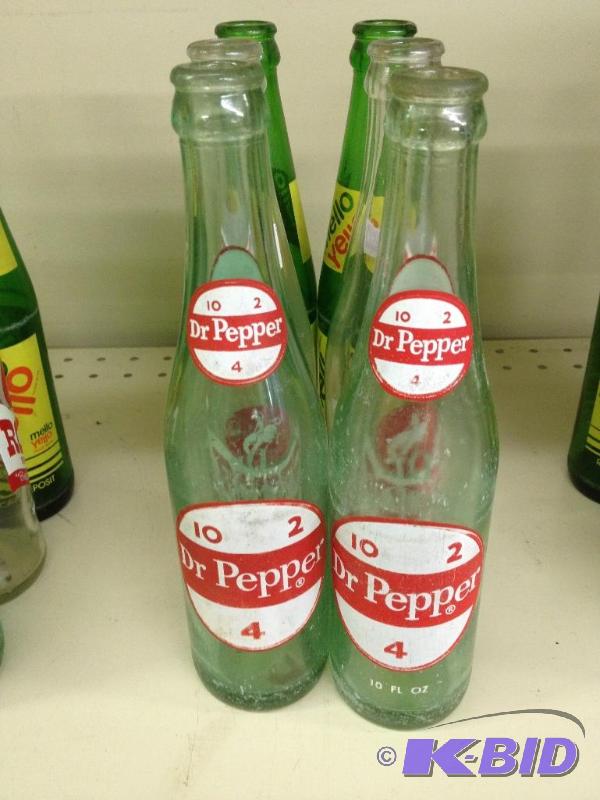 mello
yello
10 2
Dr Pepper
4
10 2
Dr Pepper
4
10 2
Dr Pepper®
4
10 2
Dr Pepper®
4
10 FL OZ
mello
yello
© K-BID